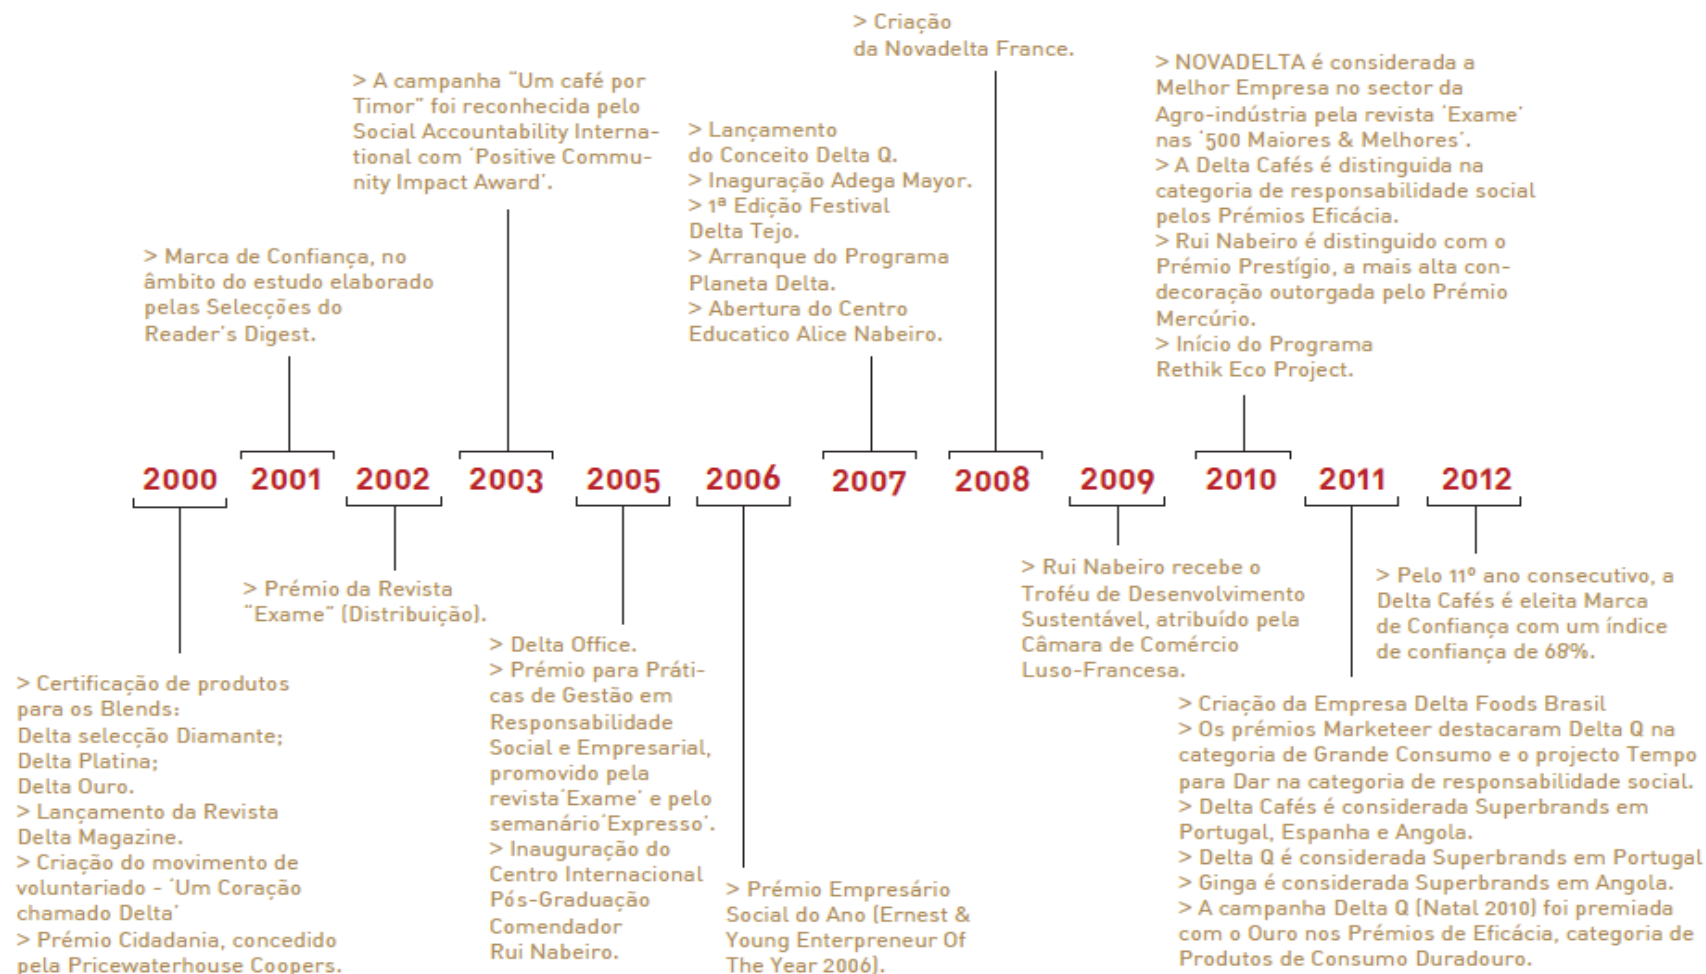 > Criação
da Novadelta France.
> A campanha “Um café por
Timor” foi reconhecida pelo
Social Accountability Interna-
tional com ‘Positive Commu-
nity Impact Award’.
> Lançamento
do Conceito Delta Q.
> Inaguração Adega Mayor.
> 1ª Edição Festival
Delta Tejo.
> Arranque do Programa
Planeta Delta.
> Abertura do Centro
Educatico Alice Nabeiro.
> NOVADELTA é considerada a
Melhor Empresa no sector da
Agro-indústria pela revista ‘Exame’
nas ‘500 Maiores & Melhores’.
> A Delta Cafés é distinguida na
categoria de responsabilidade social
pelos Prémios Eficácia.
> Rui Nabeiro é distinguido com o
Prémio Prestígio, a mais alta con-
decoração outorgada pelo Prémio
Mercúrio.
> Início do Programa
Rethik Eco Project.
> Marca de Confiança, no
âmbito do estudo elaborado
pelas Selecções do
Reader’s Digest.
2000 2001 2002 2003 2005 2006 2007 2008 2009 2010 2011 2012
> Certificação de produtos
para os Blends:
Delta selecção Diamante;
Delta Platina;
Delta Ouro.
> Lançamento da Revista
Delta Magazine.
> Criação do movimento de
voluntariado - ‘Um Coração
chamado Delta’
> Prémio Cidadania, concedido
pela Pricewaterhouse Coopers.
> Prémio da Revista
“Exame” (Distribuição).
> Delta Office.
> Prémio para Práti-
cas de Gestão em
Responsabilidade
Social e Empresarial,
promovido pela
revista‘Exame’ e pelo
semanário‘Expresso’.
> Inauguração do
Centro Internacional
Pós-Graduação
Comendador
Rui Nabeiro.
> Prémio Empresário
Social do Ano (Ernest &
Young Enterpreneur Of
The Year 2006).
> Rui Nabeiro recebe o
Troféu de Desenvolvimento
Sustentável, atribuído pela
Câmara de Comércio
Luso-Francesa.
> Criação da Empresa Delta Foods Brasil
> Os prémios Marketeer destacaram Delta Q na
categoria de Grande Consumo e o projecto Tempo
para Dar na categoria de responsabilidade social.
> Delta Cafés é considerada Superbrands em
Portugal, Espanha e Angola.
> Delta Q é considerada Superbrands em Portugal
> Ginga é considerada Superbrands em Angola.
> A campanha Delta Q (Natal 2010) foi premiada
com o Ouro nos Prémios de Eficácia, categoria de
Produtos de Consumo Duradouro.
> Pelo 11º ano consecutivo, a
Delta Cafés é eleita Marca
de Confiança com um índice
de confiança de 68%.